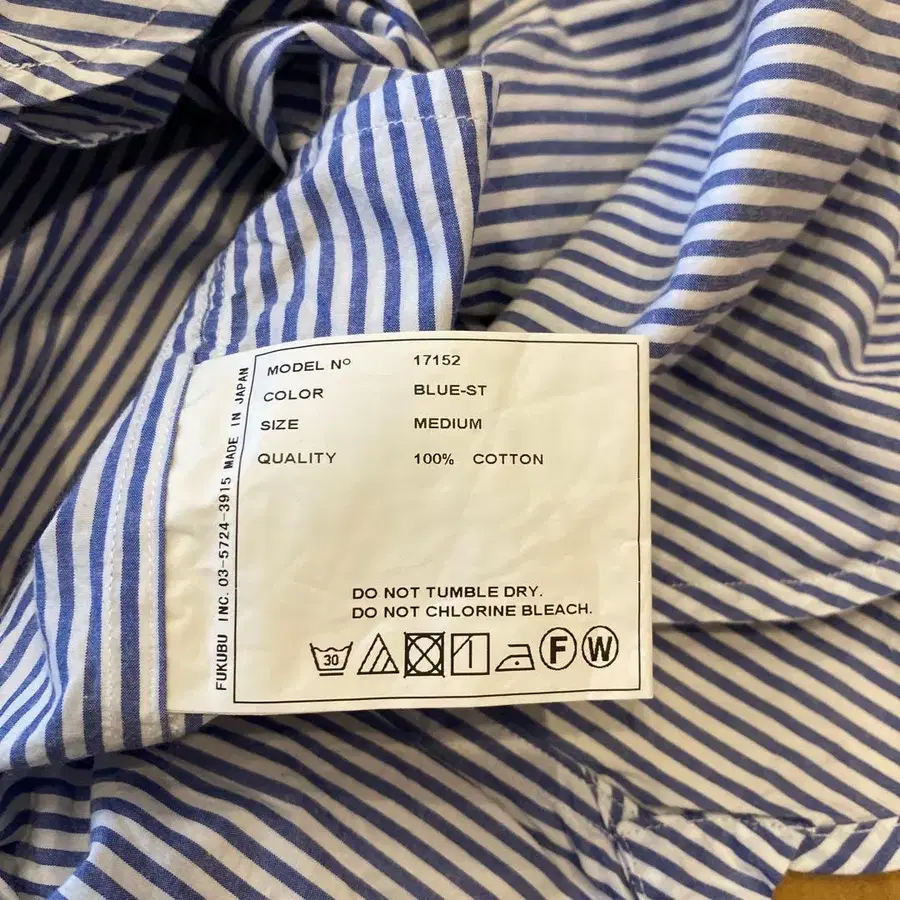 MODEL Nº 17152
COLOR BLUE-ST
SIZE MEDIUM
QUALITY 100% COTTON
DO NOT TUMBLE DRY.
DO NOT CHLORINE BLEACH.
30 F W
FUKUBU INC. 03-5724-3915 MADE IN JAPAN